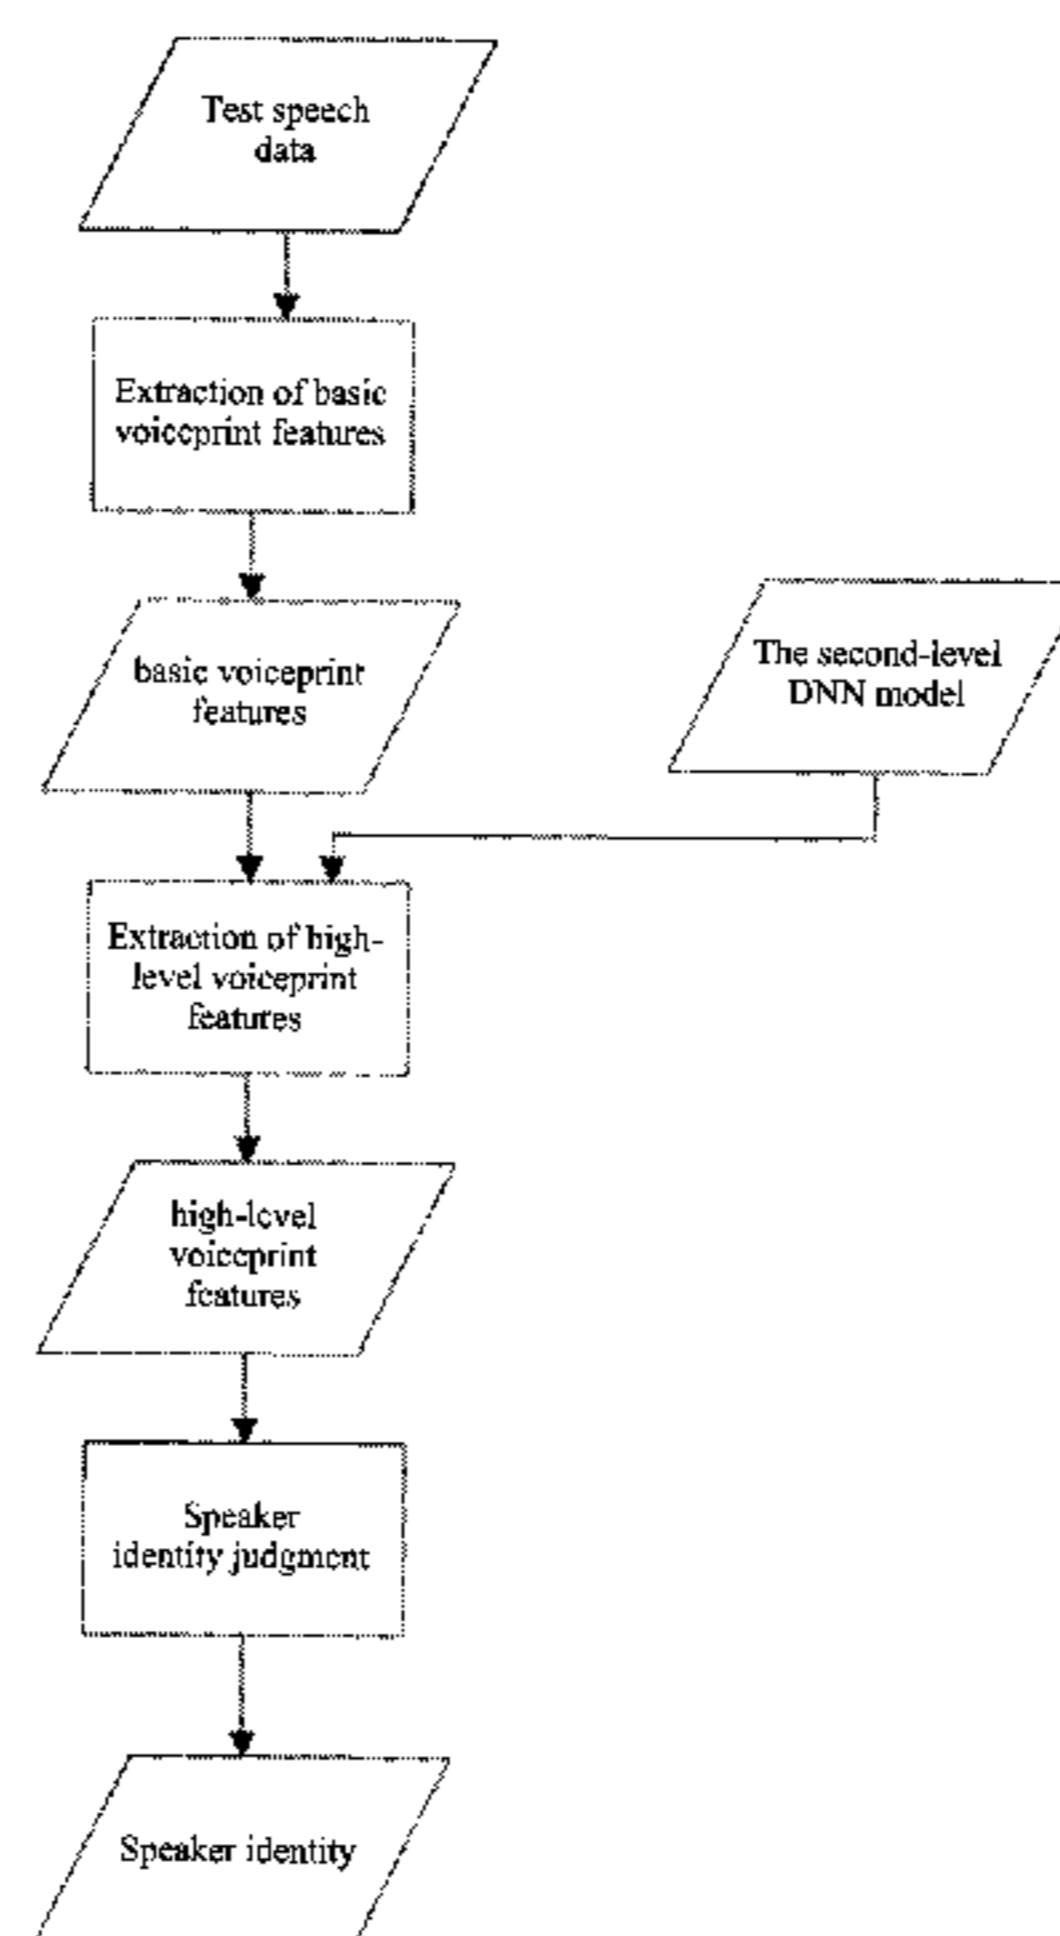 Test speech
data
Extraction of basic
voiceprint features
basic voiceprint
features
The second-level
DNN model
Extraction of high-
level voiceprint
features
high-level
voiceprint
features
Speaker
identity judgment
Speaker identity